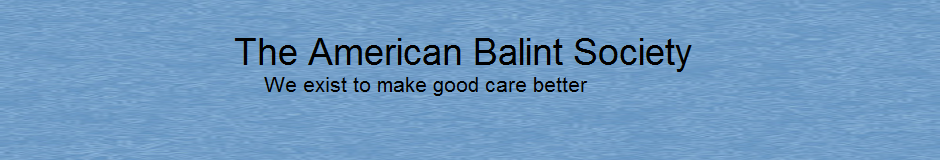 The American Balint Society
We exist to make good care better